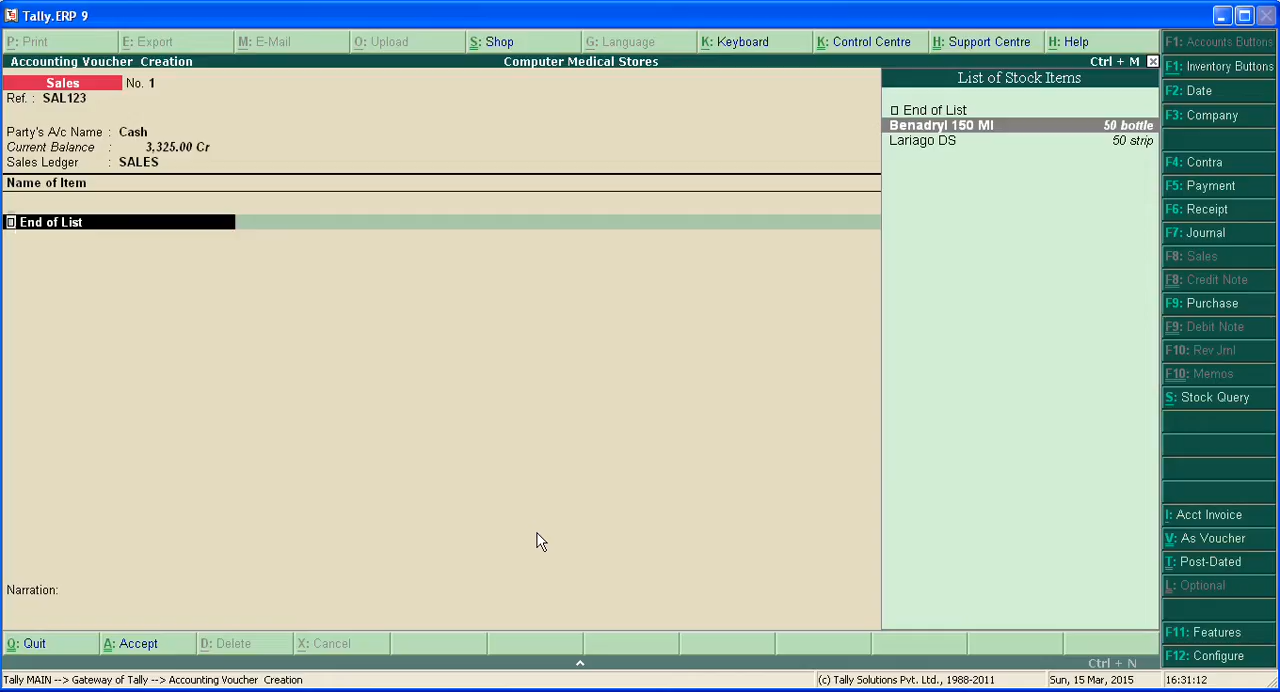 Tally.ERP 9
P: Print E: Export M: E-Mail O: Upload S: Shop G: Language K: Keyboard K: Control Centre H: Support Centre H: Help
Accounting Voucher Creation Computer Medical Stores Ctrl + M
Sales No. 1
Ref. : SAL123
Party's A/c Name : Cash
Current Balance : 3,325.00 Cr
Sales Ledger : SALES
Name of Item
End of List
Narration:
List of Stock Items
End of List
Benadryl 150 Ml 50 bottle
Lariago DS 50 strip
F1: Accounts Buttons
F1: Inventory Buttons
F2: Date
F3: Company
F4: Contra
F5: Payment
F6: Receipt
F7: Journal
F8: Sales
F8: Credit Note
F9: Purchase
F9: Debit Note
F10: Rev Jrnl
F10: Memos
S: Stock Query
I: Acct Invoice
V: As Voucher
T: Post-Dated
L: Optional
F11: Features
F12: Configure
Q: Quit A: Accept D: Delete X: Cancel
Ctrl + N
Tally MAIN --> Gateway of Tally --> Accounting Voucher Creation (c) Tally Solutions Pvt. Ltd., 1988-2011 Sun, 15 Mar, 2015 16:31:12